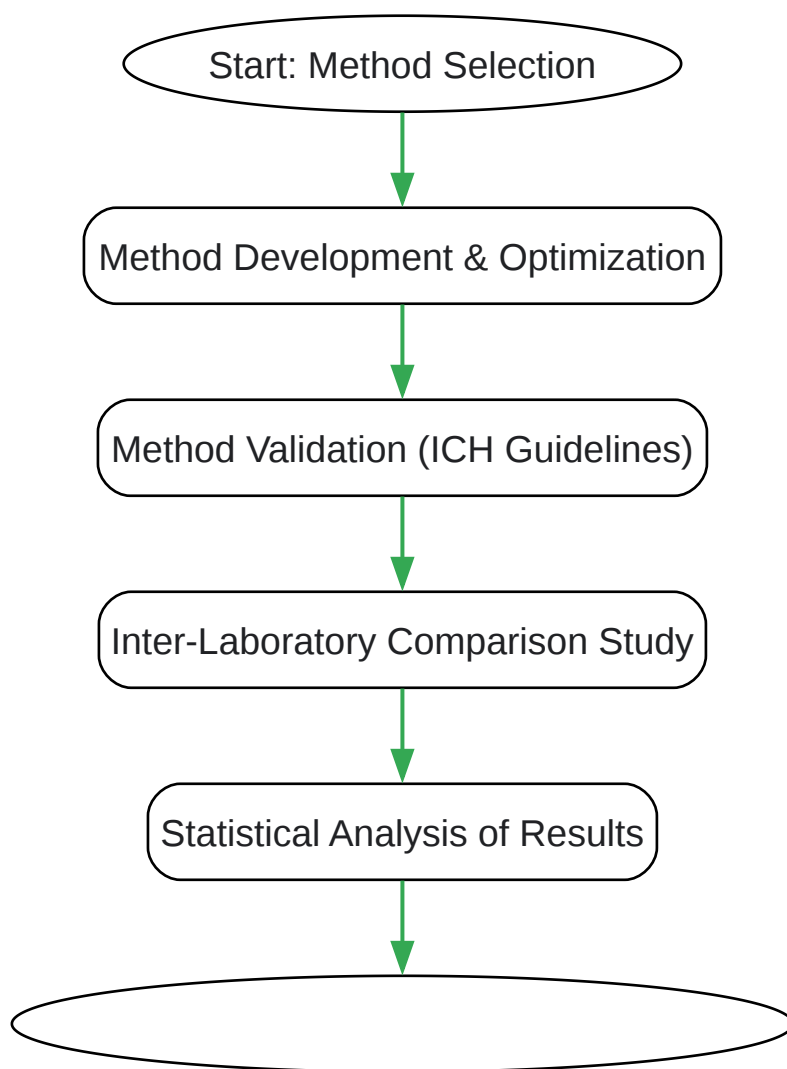 Start: Method Selection
Method Development & Optimization
Method Validation (ICH Guidelines)
Inter-Laboratory Comparison Study
Statistical Analysis of Results